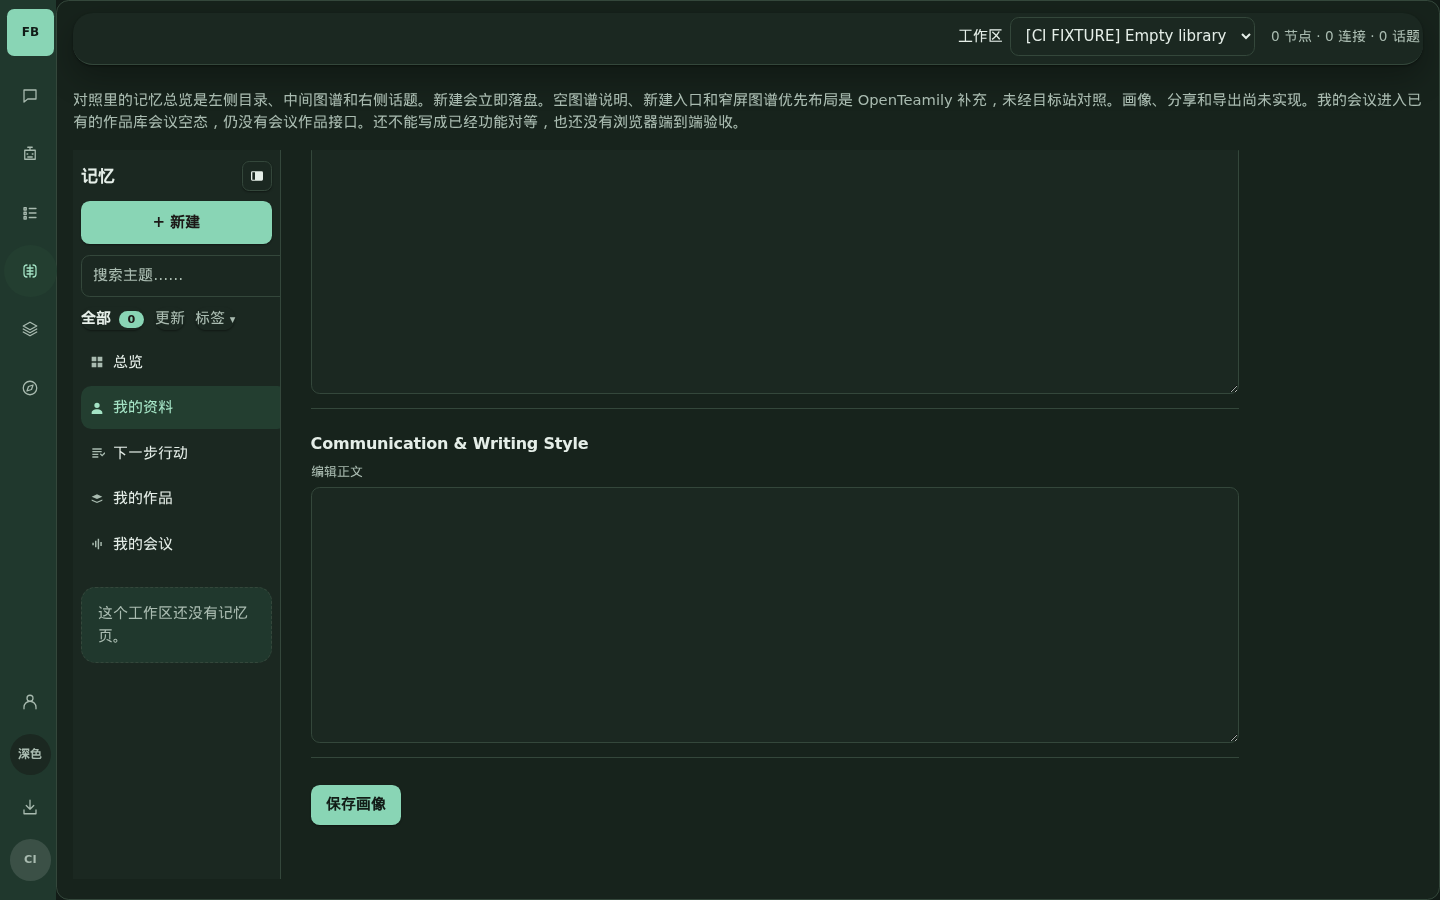 FB
工作区
[CI FIXTURE] Empty library
0 节点 · 0 连接 · 0 话题
对照里的记忆总览是左侧目录、中间图谱和右侧话题。新建会立即落盘。空图谱说明、新建入口和窄屏图谱优先布局是 OpenTeamily 补充，未经目标站对照。画像、分享和导出尚未实现。我的会议进入已
有的作品库会议空态，仍没有会议作品接口。还不能写成已经功能对等，也还没有浏览器端到端验收。
记忆
+ 新建
搜索主题……
全部 0 更新 标签 ▾
总览
我的资料
下一步行动
我的作品
我的会议
这个工作区还没有记忆
页。
Communication & Writing Style
编辑正文
保存画像
深色
CI